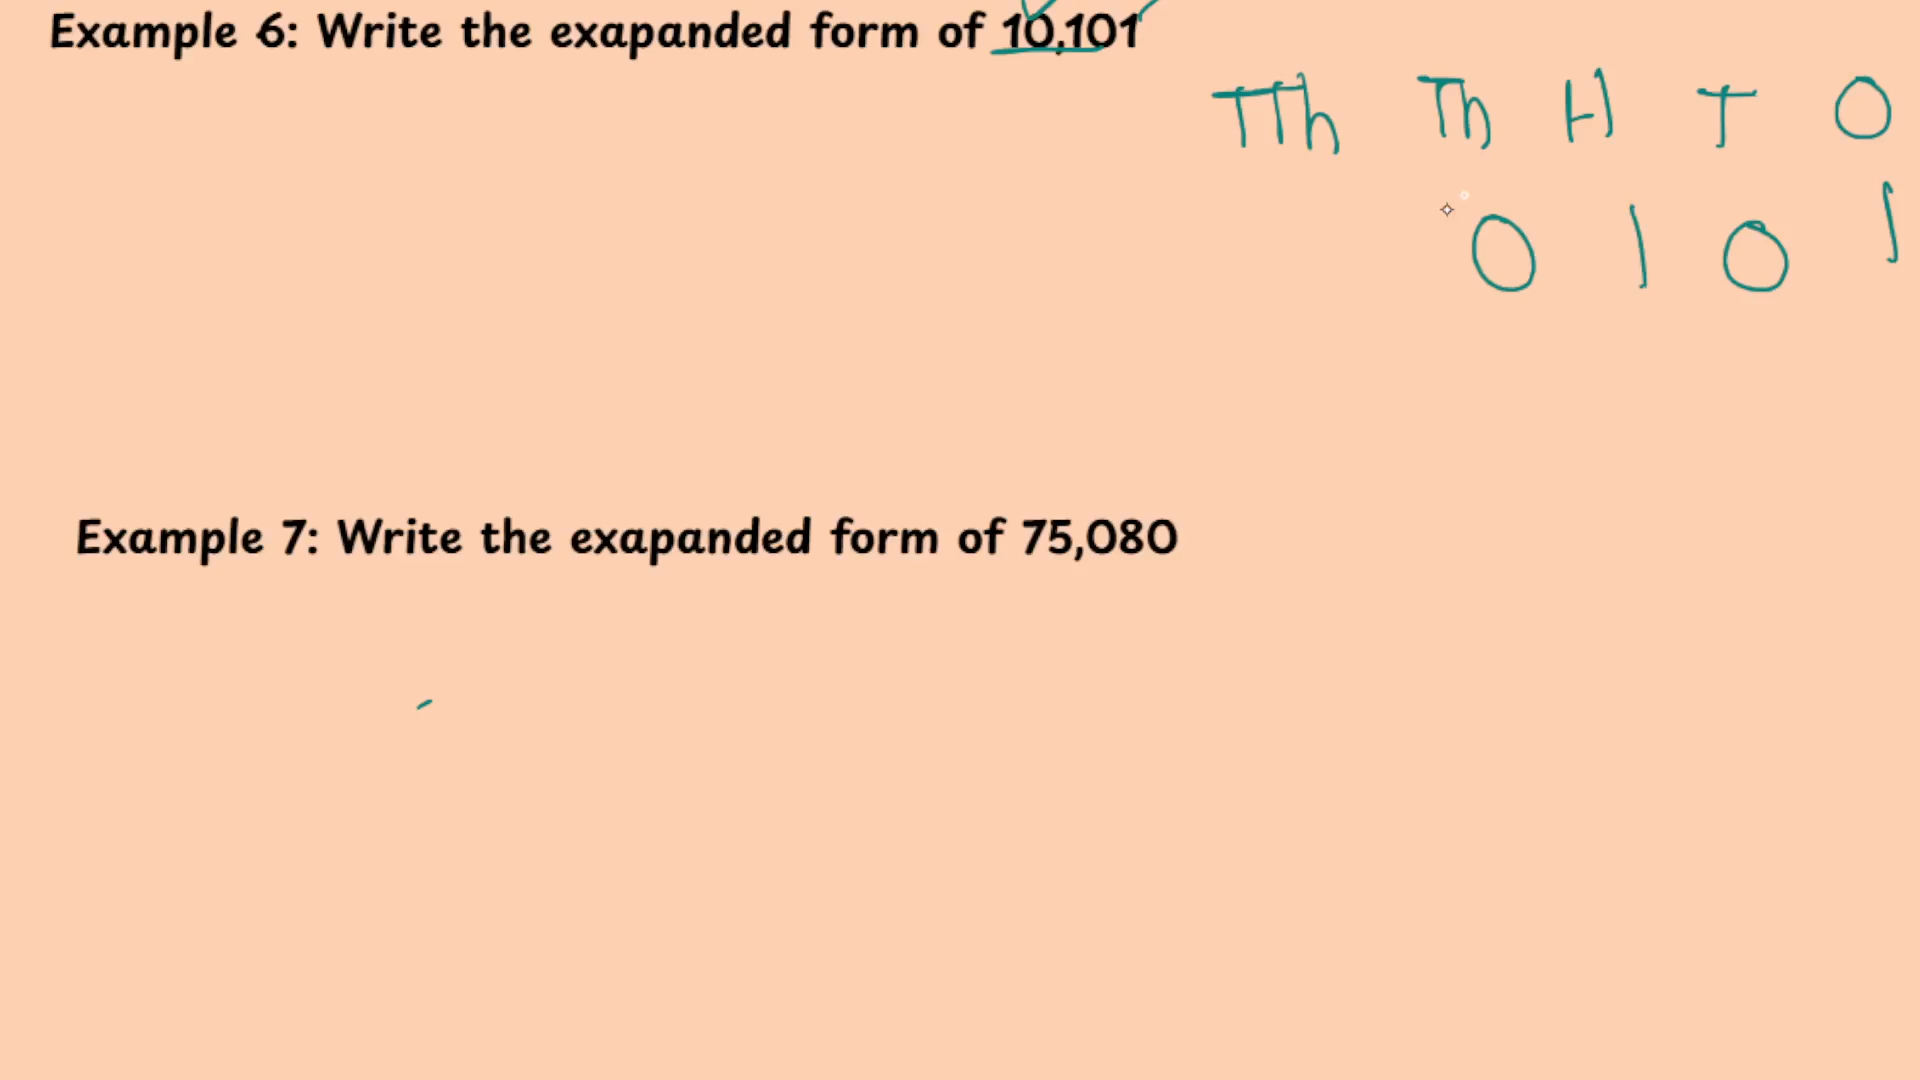 Example 6: Write the exapanded form of 10,101
TTh Th H T O
0 1 0 1
Example 7: Write the exapanded form of 75,080